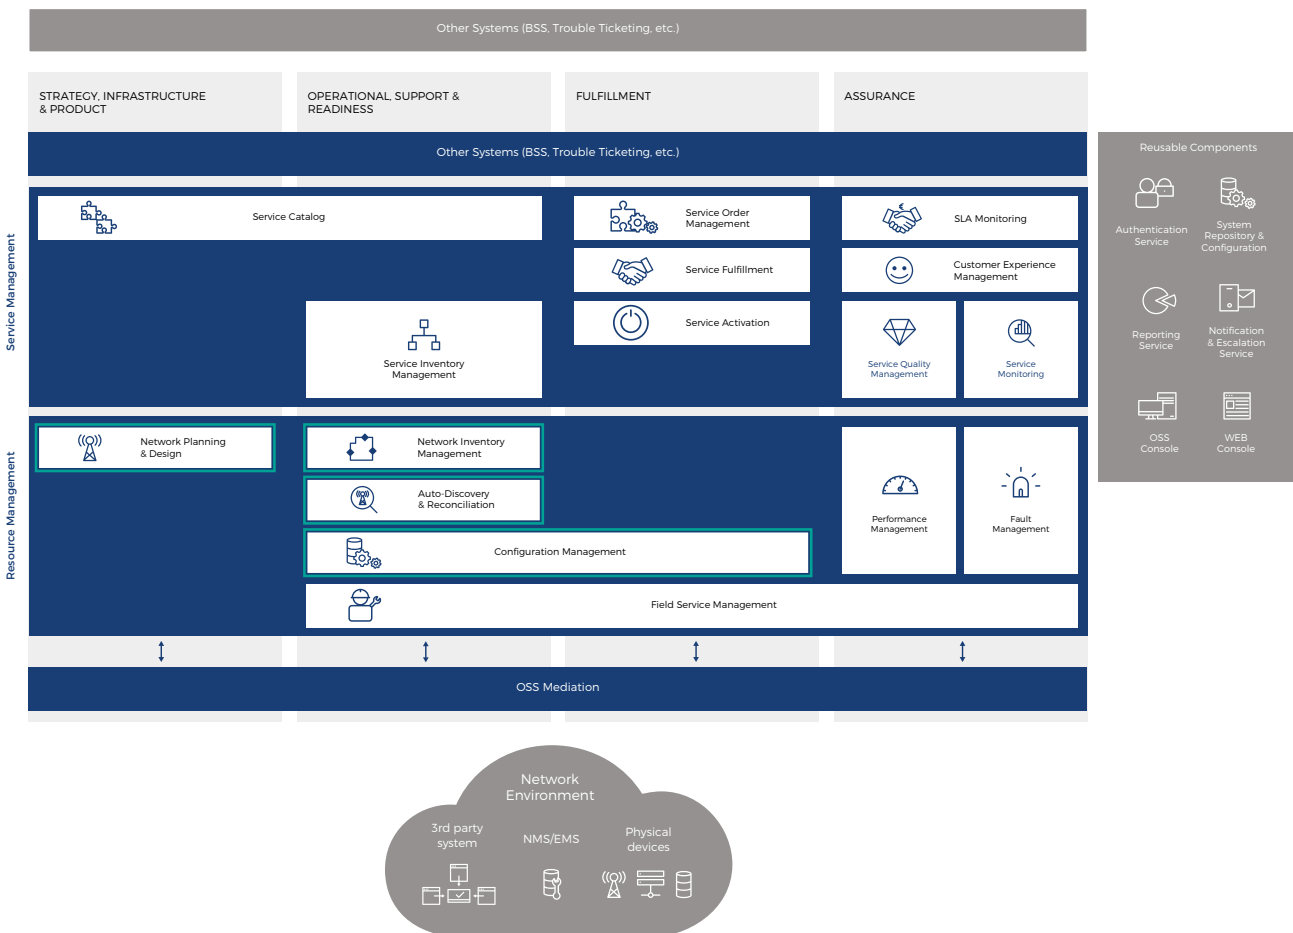 Other Systems (BSS, Trouble Ticketing, etc.)
STRATEGY, INFRASTRUCTURE
& PRODUCT
OPERATIONAL, SUPPORT &
READINESS
FULFILLMENT
ASSURANCE
Other Systems (BSS, Trouble Ticketing, etc.)
Service Management
Service Catalog
Service Order
Management
SLA Monitoring
Service Fulfillment
Customer Experience
Management
Service Inventory
Management
Service Activation
Service Quality
Management
Service
Monitoring
Resource Management
Network Planning
& Design
Network Inventory
Management
Auto-Discovery
& Reconciliation
Configuration Management
Performance
Management
Fault
Management
Field Service Management
OSS Mediation
Reusable Components
Authentication
Service
System
Repository &
Configuration
Reporting
Service
Notification
& Escalation
Service
OSS
Console
WEB
Console
Network
Environment
3rd party
system
NMS/EMS
Physical
devices